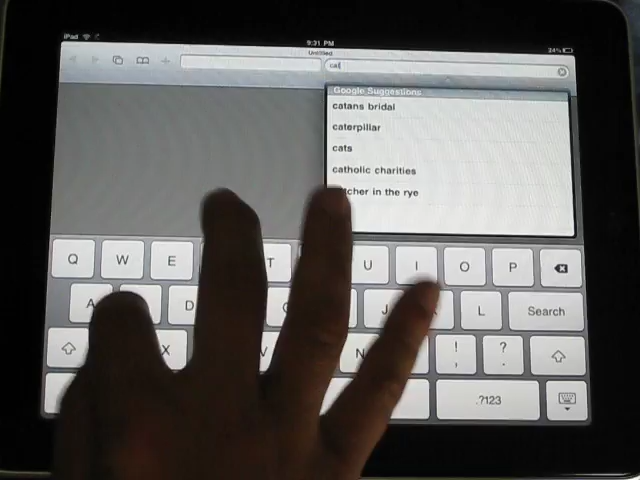 iPad
9:31 PM
24%
Untitled
cat
Google Suggestions
catans bridal
caterpillar
cats
catholic charities
tcher in the rye
Q W E T U I O P
A D J L Search
X V N ! , ? .
.?123